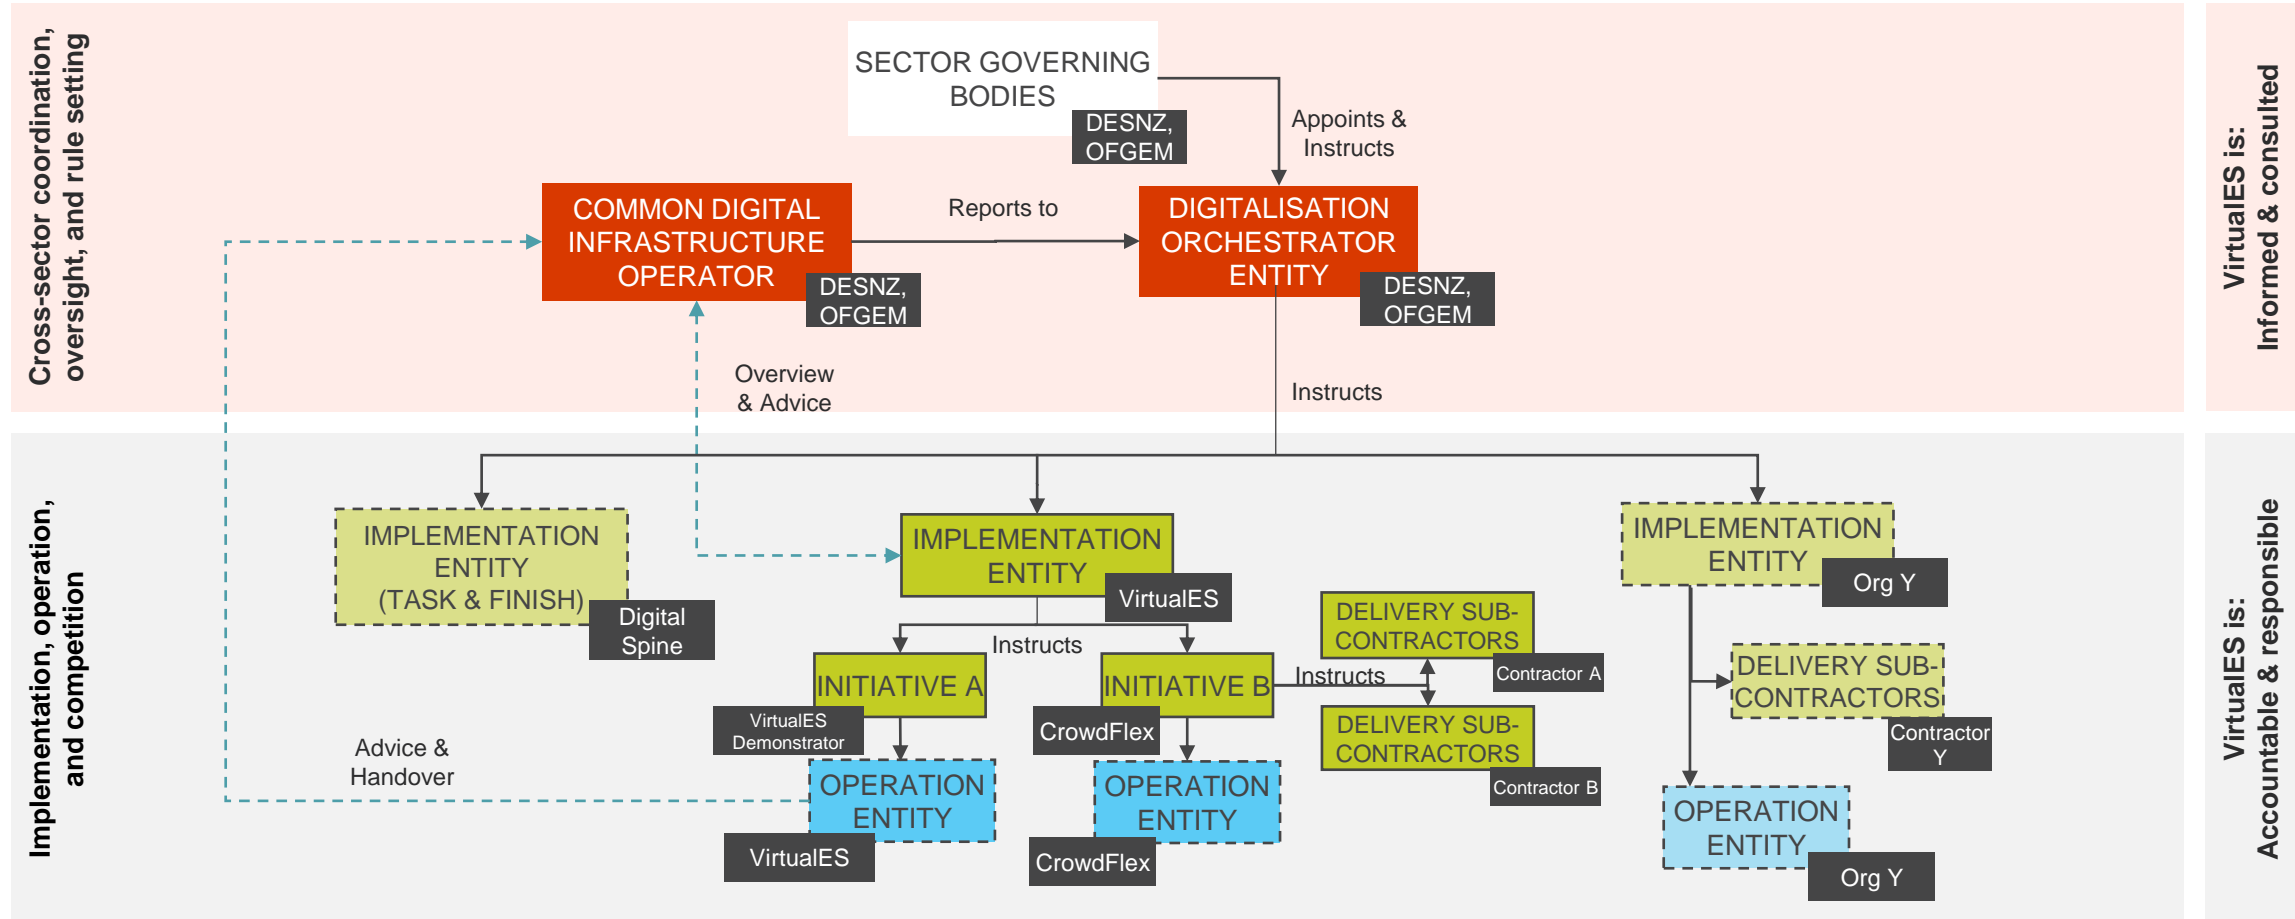 Cross-sector coordination,
oversight, and rule setting
SECTOR GOVERNING
BODIES
DESNZ,
OFGEM
Appoints &
Instructs
COMMON DIGITAL
INFRASTRUCTURE
OPERATOR
DESNZ,
OFGEM
Reports to
DIGITALISATION
ORCHESTRATOR
ENTITY
DESNZ,
OFGEM
Overview
& Advice
Instructs
VirtualES is:
Informed & consulted
Implementation, operation,
and competition
IMPLEMENTATION
ENTITY
(TASK & FINISH)
Digital
Spine
IMPLEMENTATION
ENTITY
VirtualES
IMPLEMENTATION
ENTITY
Org Y
Instructs
INITIATIVE A
VirtualES
Demonstrator
INITIATIVE B
CrowdFlex
Instructs
DELIVERY SUB-
CONTRACTORS
Contractor A
DELIVERY SUB-
CONTRACTORS
Contractor B
DELIVERY SUB-
CONTRACTORS
Contractor
Y
Advice &
Handover
OPERATION
ENTITY
VirtualES
OPERATION
ENTITY
CrowdFlex
OPERATION
ENTITY
Org Y
VirtualES is:
Accountable & responsible